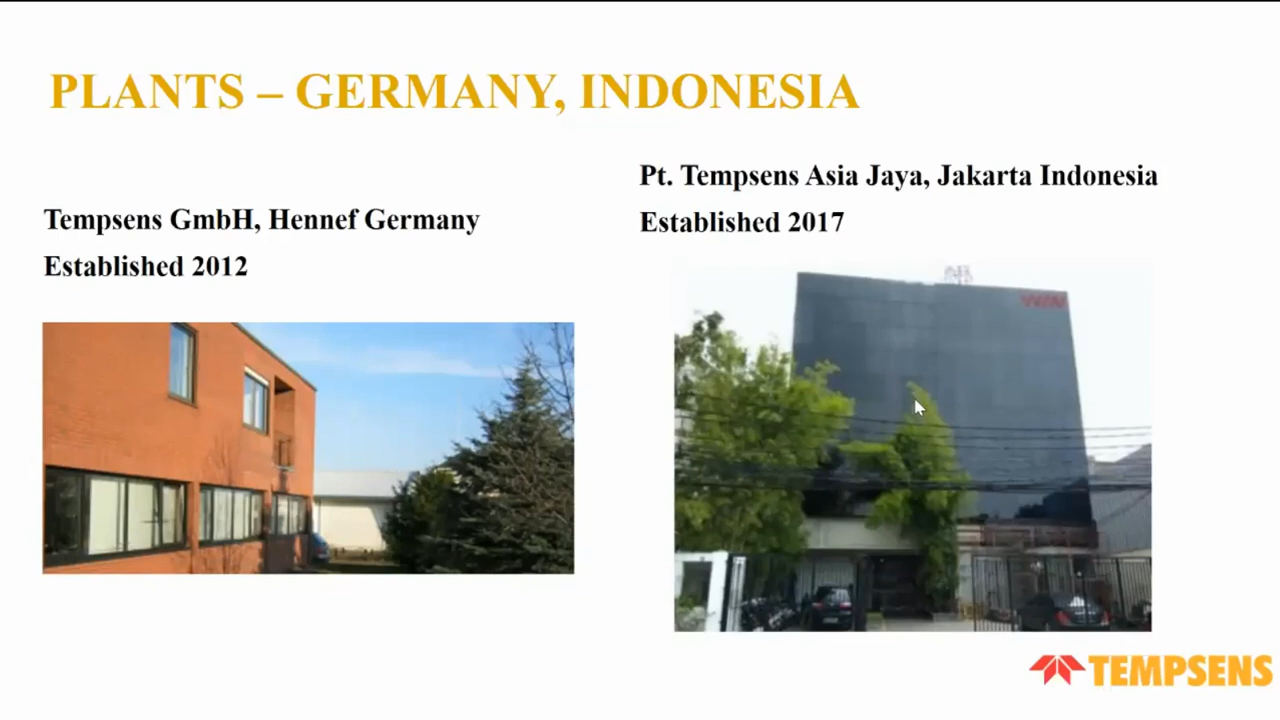 PLANTS – GERMANY, INDONESIA
Tempsens GmbH, Hennef Germany
Established 2012
Pt. Tempsens Asia Jaya, Jakarta Indonesia
Established 2017
TEMPSENS